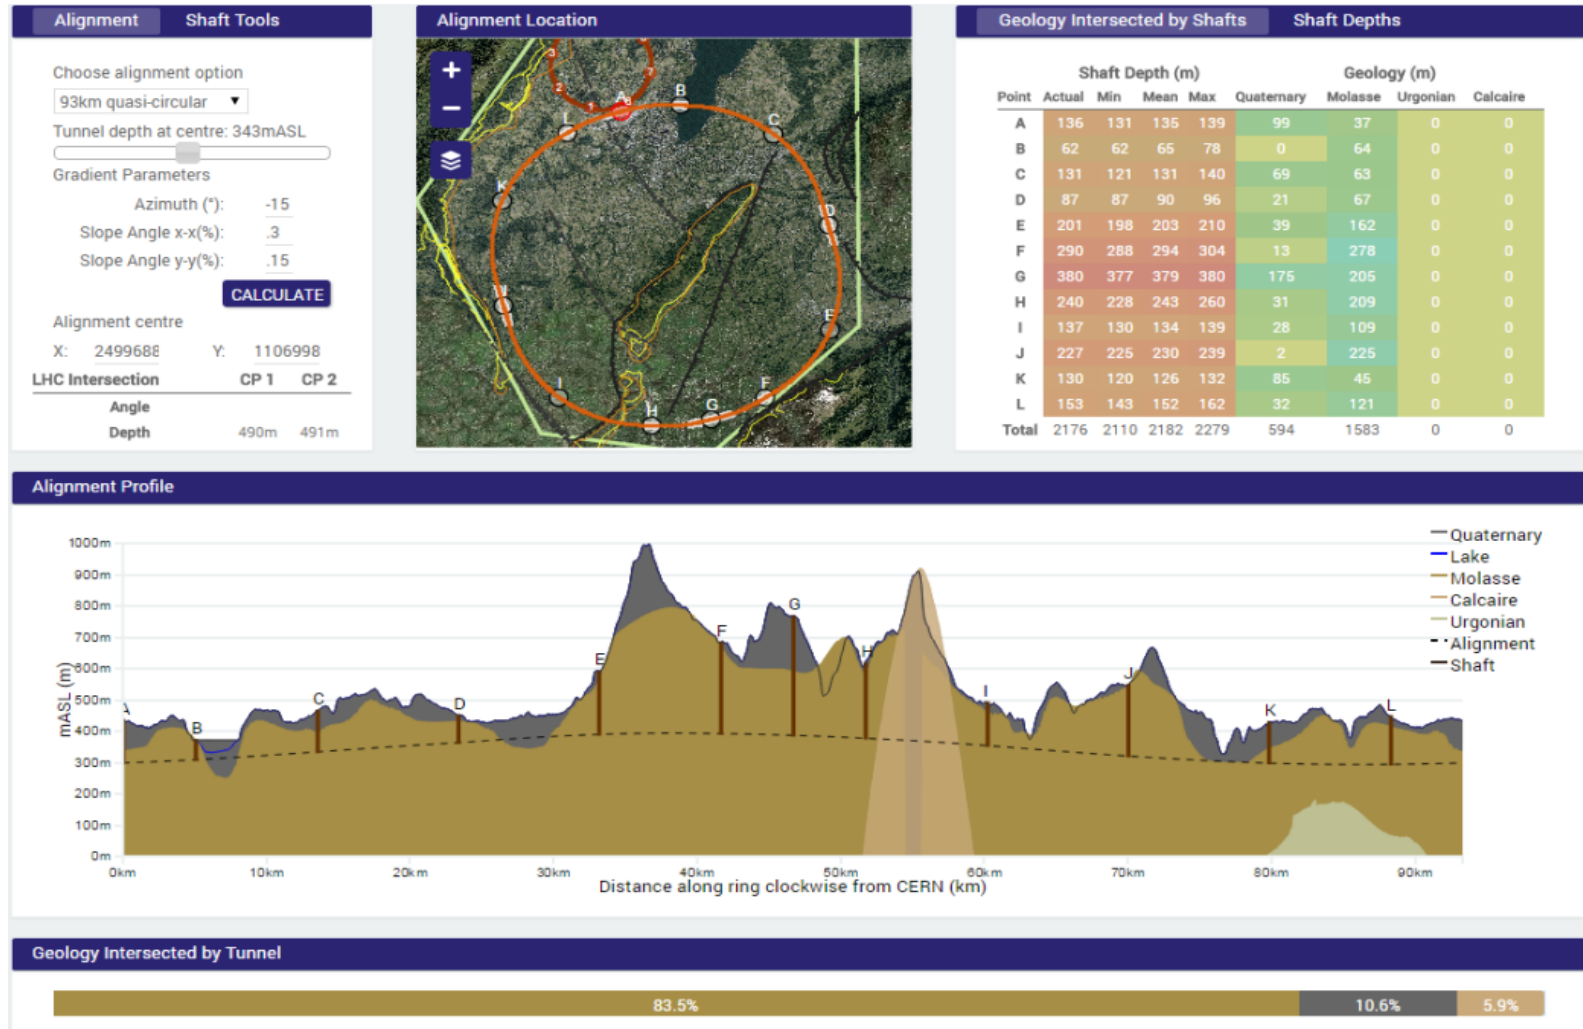 Alignment Shaft Tools
Choose alignment option
93km quasi-circular ▼
Tunnel depth at centre: 343mASL
Gradient Parameters
Azimuth (°): -15
Slope Angle x-x(%): .3
Slope Angle y-y(%): .15
CALCULATE
Alignment centre
X: 2499688 Y: 1106998
LHC Intersection CP 1 CP 2
Angle
Depth 490m 491m
Alignment Location
+
−
3
2
1
8
7
A
B
C
D
E
F
G
H
I
K
L
Geology Intersected by Shafts Shaft Depths
Shaft Depth (m) Geology (m)
Point Actual Min Mean Max Quaternary Molasse Urgonian Calcaire
A 136 131 135 139 99 37 0 0
B 62 62 65 78 0 64 0 0
C 131 121 131 140 69 63 0 0
D 87 87 90 96 21 67 0 0
E 201 198 203 210 39 162 0 0
F 290 288 294 304 13 278 0 0
G 380 377 379 380 175 205 0 0
H 240 228 243 260 31 209 0 0
I 137 130 134 139 28 109 0 0
J 227 225 230 239 2 225 0 0
K 130 120 126 132 85 45 0 0
L 153 143 152 162 32 121 0 0
Total 2176 2110 2182 2279 594 1583 0 0
Alignment Profile
1000m
900m
800m
700m
600m
500m
400m
300m
200m
100m
0m
mASL (m)
A
B
C
D
E
F
G
H
I
J
K
L
Quaternary
Lake
Molasse
Calcaire
Urgonian
Alignment
Shaft
0km 10km 20km 30km 40km 50km 60km 70km 80km 90km
Distance along ring clockwise from CERN (km)
Geology Intersected by Tunnel
83.5% 10.6% 5.9%